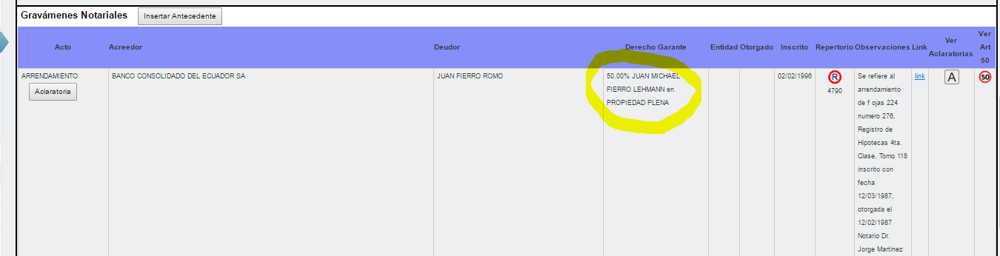 Gravámenes Notariales Insertar Antecedente
Acto Acreedor Deudor Derecho Garante Entidad Otorgado Inscrito Repertorio Observaciones Link Ver Aclaratorias Ver Art 50
ARRENDAMIENTO
Aclaratoria
BANCO CONSOLIDADO DEL ECUADOR SA
JUAN FIERRO ROMO
50.00% JUAN MICHAEL
FIERRO LEHMANN en
PROPIEDAD PLENA
02/02/1996
R
4790
Se refiere al
arrendamiento
de f ojas 224
numero 276,
Registro de
Hipotecas 4ta.
Clase, Tomo 118
inscrito con
fecha
12/03/1987,
otorgada el
12/02/1987
Notario Dr.
Jorge Martinez
link
A
50